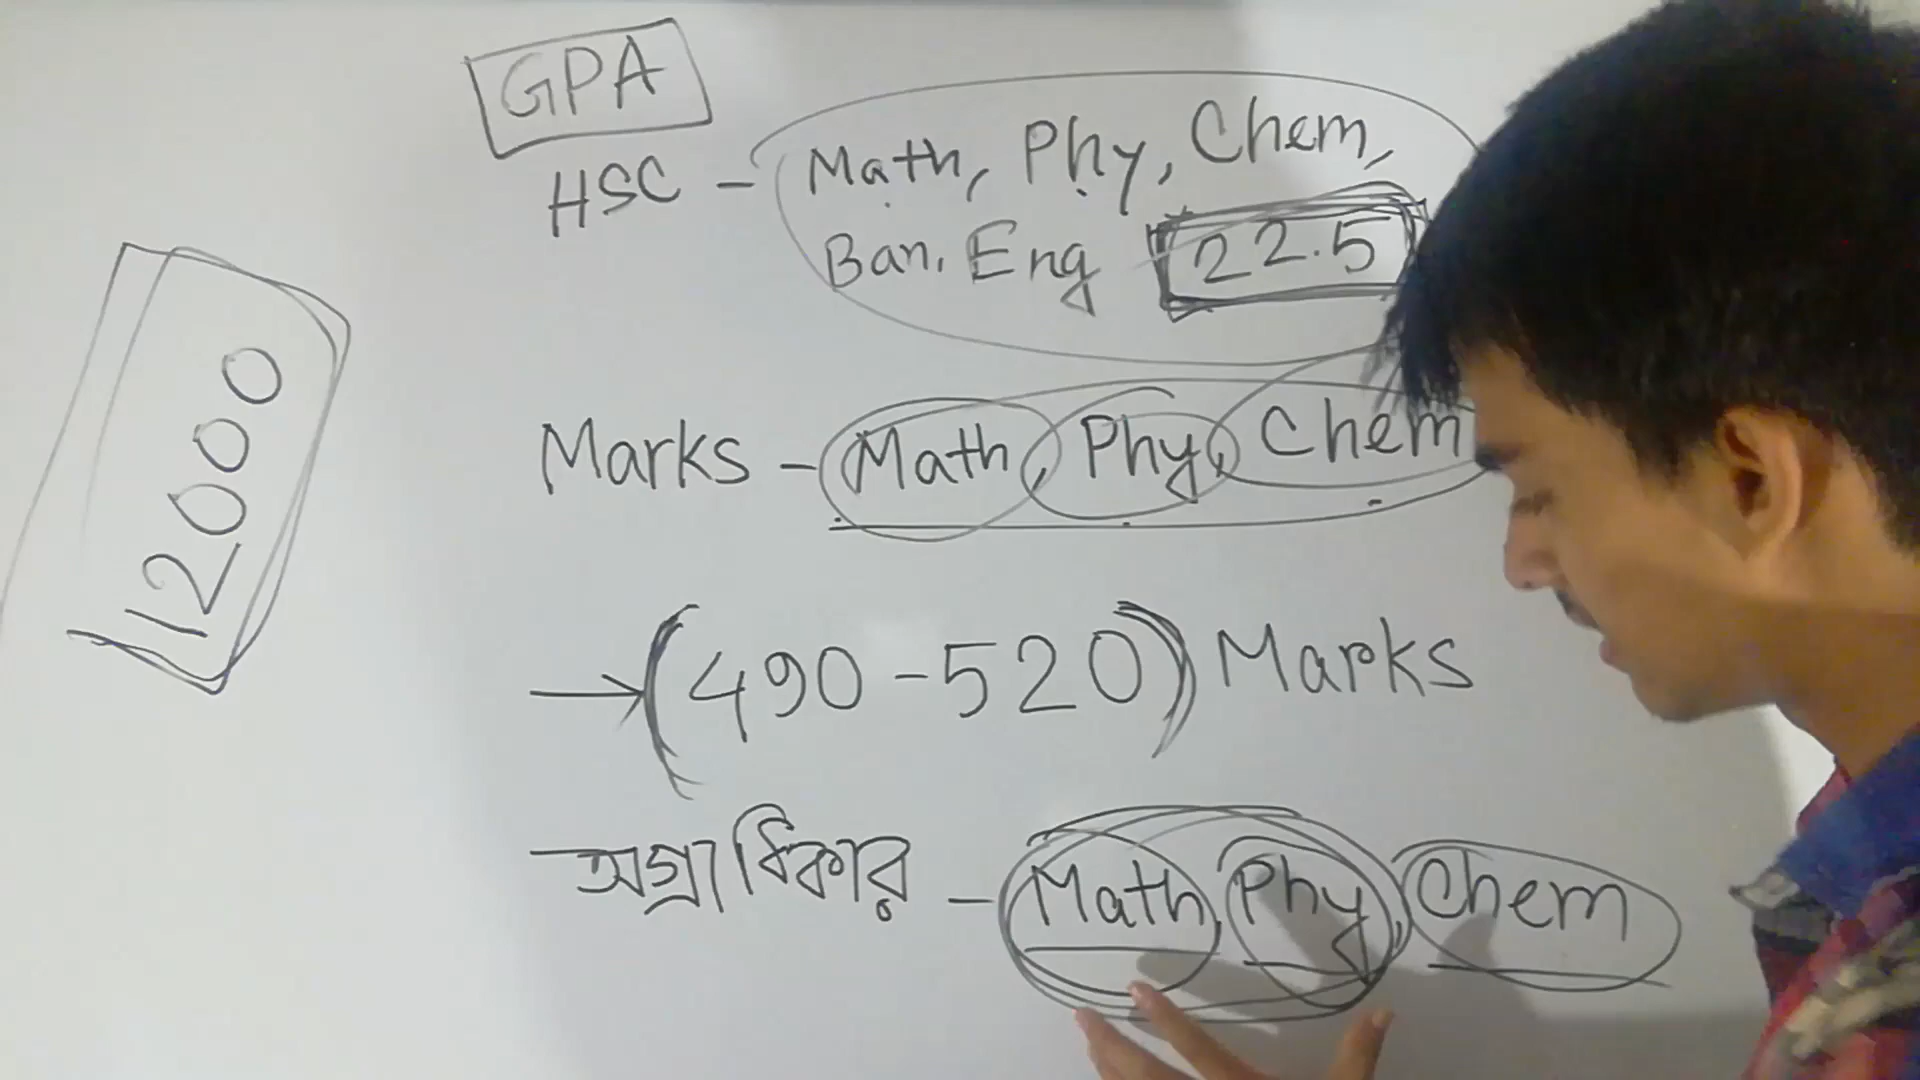 GPA
HSC - Math, Phy, Chem,
Ban. Eng 22.5
Marks - Math, Phy, Chem
→ (490-520) Marks
অগ্রাধিকার - Math, Phy, Chem
12000